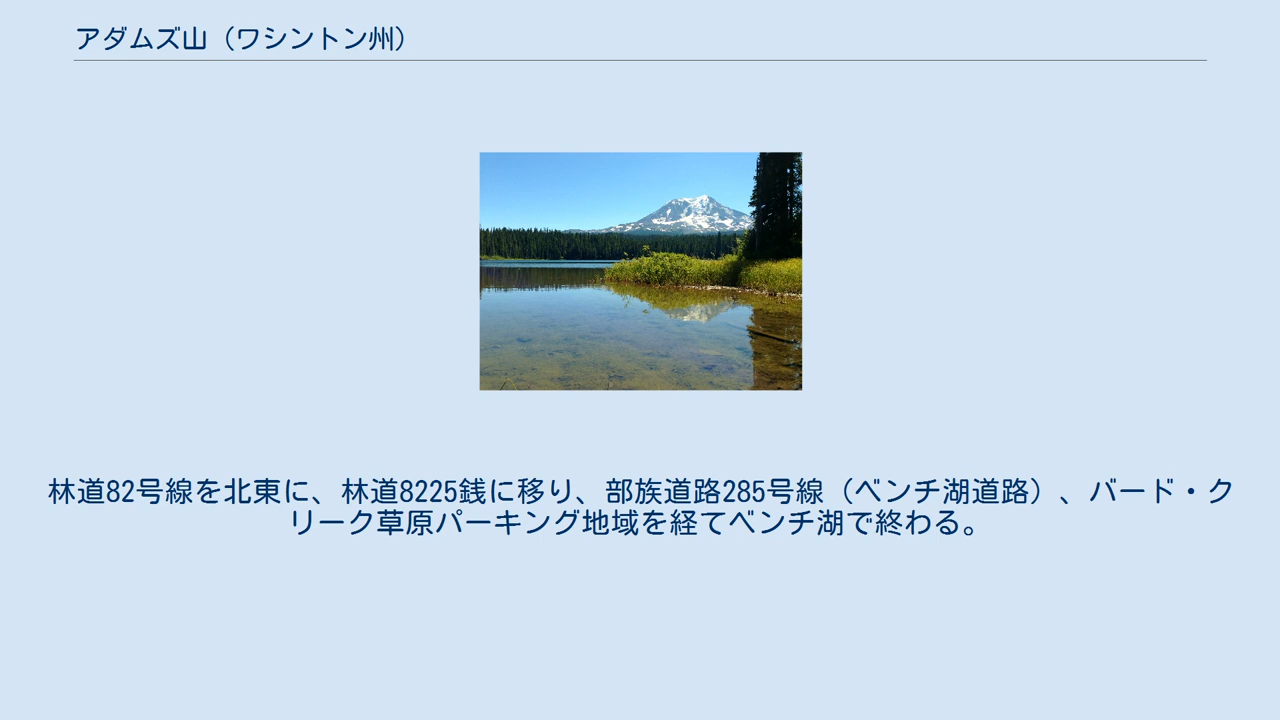 アダムズ山（ワシントン州）
林道82号線を北東に、林道8225銭に移り、部族道路285号線（ベンチ湖道路）、バード・ク
リーク草原パーキング地域を経てベンチ湖で終わる。